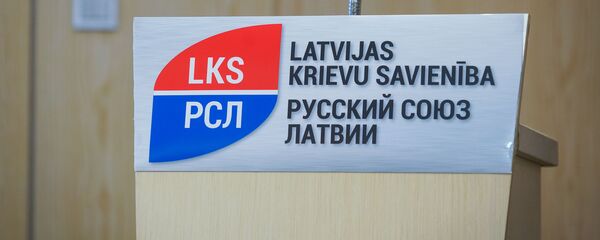 LKS
РСЛ
LATVIJAS
KRIEVU SAVIENĪBA
РУССКИЙ СОЮЗ
ЛАТВИИ